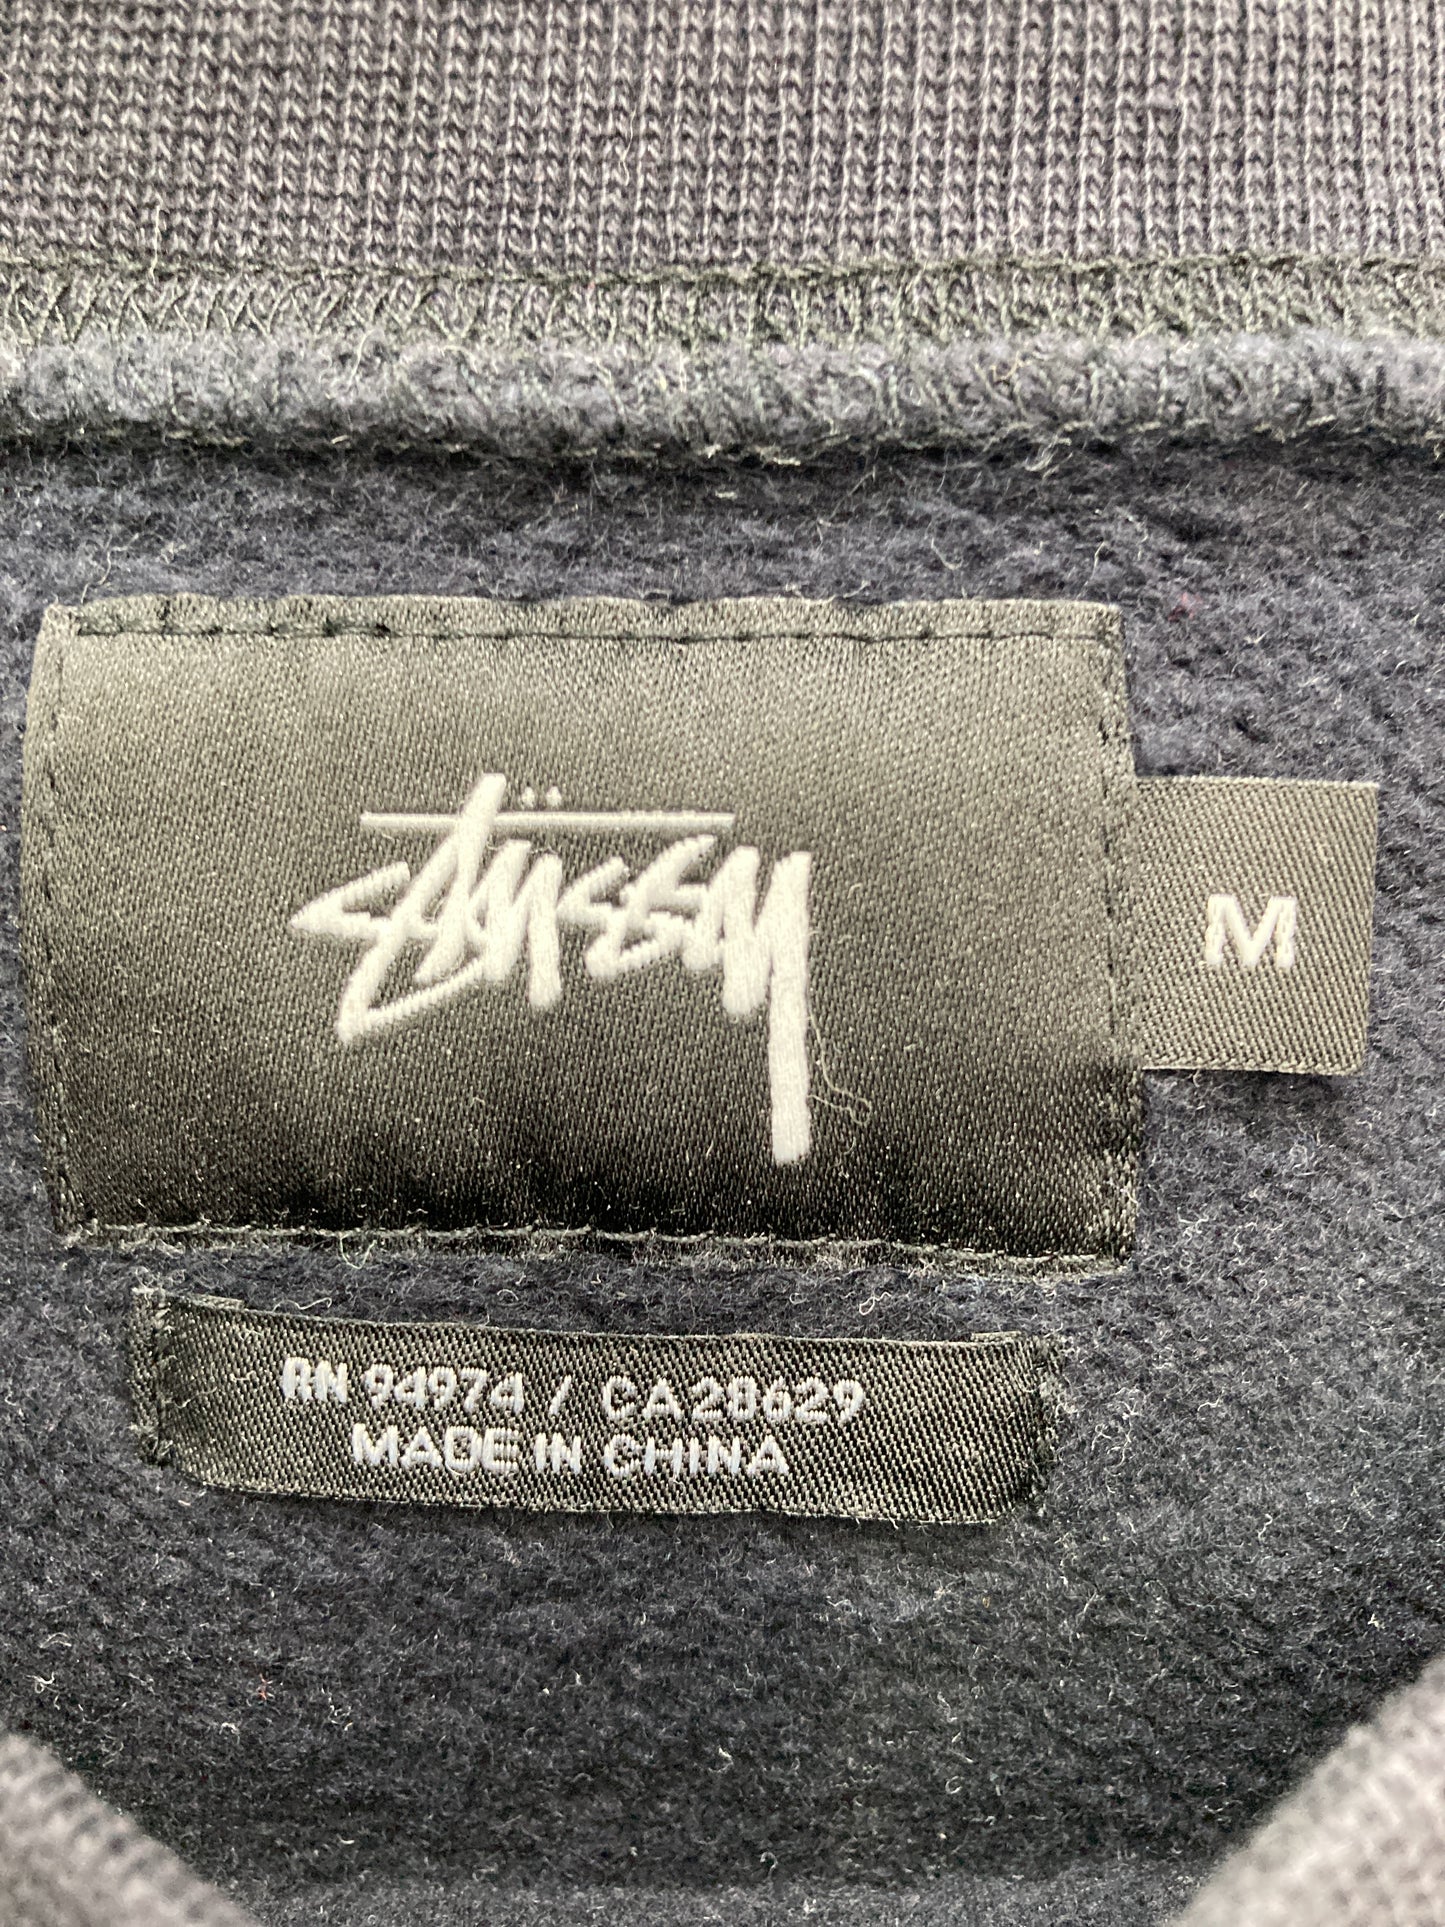 Stüssy
M
RN 94974 / CA28629
MADE IN CHINA